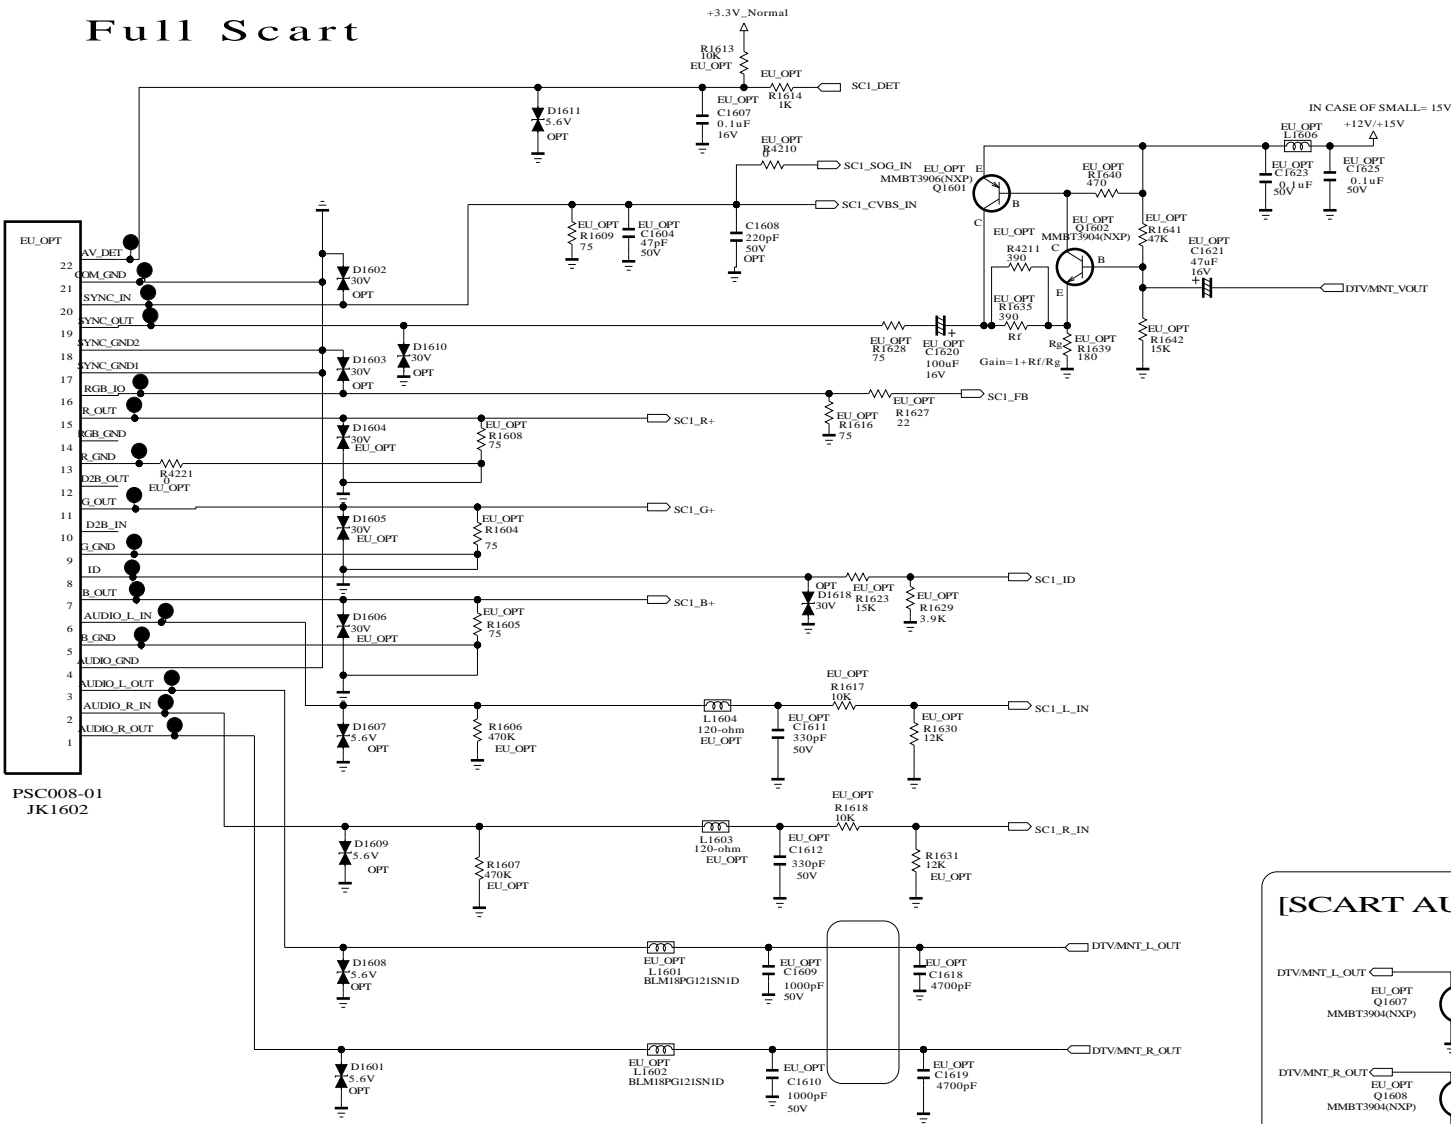 Full Scart
+3.3V_Normal
R1613
10K
EU_OPT
EU_OPT
R1614
1K
SC1_DET
D1611
5.6V
OPT
EU_OPT
C1607
0.1uF
16V
EU_OPT
R4210
0
SC1_SOG_IN
SC1_CVBS_IN
EU_OPT
R1609
75
EU_OPT
C1604
47pF
50V
C1608
220pF
50V
OPT
IN CASE OF SMALL= 15V
+12V/+15V
EU_OPT
L1606
EU_OPT
C1623
0.1uF
50V
EU_OPT
C1625
0.1uF
50V
EU_OPT
MMBT3906(NXP)
Q1601
E
B
C
EU_OPT
R1640
470
EU_OPT
Q1602
MMBT3904(NXP)
C
B
E
EU_OPT
R1641
47K
EU_OPT
C1621
47uF
16V
+
DTV/MNT_VOUT
EU_OPT
R4211
390
EU_OPT
R1635
390
Rf
Rg
EU_OPT
R1639
180
Gain=1+Rf/Rg
EU_OPT
R1642
15K
EU_OPT
R1628
75
+
EU_OPT
C1620
100uF
16V
EU_OPT
AV_DET
22
COM_GND
21
SYNC_IN
20
SYNC_OUT
19
SYNC_GND2
18
SYNC_GND1
17
RGB_IO
16
R_OUT
15
RGB_GND
14
R_GND
13
D2B_OUT
12
G_OUT
11
D2B_IN
10
G_GND
9
ID
8
B_OUT
7
AUDIO_L_IN
6
B_GND
5
AUDIO_GND
4
AUDIO_L_OUT
3
AUDIO_R_IN
2
AUDIO_R_OUT
1
PSC008-01
JK1602
D1602
30V
OPT
D1603
30V
OPT
D1610
30V
OPT
EU_OPT
R1616
75
EU_OPT
R1627
22
SC1_FB
D1604
30V
EU_OPT
EU_OPT
R1608
75
SC1_R+
R4221
0
EU_OPT
D1605
30V
EU_OPT
EU_OPT
R1604
75
SC1_G+
OPT
D1618
30V
EU_OPT
R1623
15K
EU_OPT
R1629
3.9K
SC1_ID
D1606
30V
EU_OPT
EU_OPT
R1605
75
SC1_B+
D1607
5.6V
OPT
R1606
470K
EU_OPT
L1604
120-ohm
EU_OPT
EU_OPT
C1611
330pF
50V
EU_OPT
R1617
10K
EU_OPT
R1630
12K
SC1_L_IN
D1609
5.6V
OPT
R1607
470K
EU_OPT
L1603
120-ohm
EU_OPT
EU_OPT
C1612
330pF
50V
EU_OPT
R1618
10K
R1631
12K
EU_OPT
SC1_R_IN
D1608
5.6V
OPT
EU_OPT
L1601
BLM18PG121SN1D
EU_OPT
C1609
1000pF
50V
EU_OPT
C1618
4700pF
DTV/MNT_L_OUT
D1601
5.6V
OPT
EU_OPT
L1602
BLM18PG121SN1D
EU_OPT
C1610
1000pF
50V
EU_OPT
C1619
4700pF
DTV/MNT_R_OUT
[SCART AU
DTV/MNT_L_OUT
EU_OPT
Q1607
MMBT3904(NXP)
DTV/MNT_R_OUT
EU_OPT
Q1608
MMBT3904(NXP)